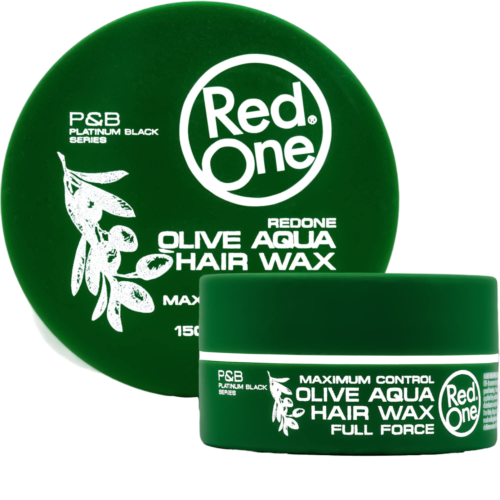 Red®
One
P&B
PLATINUM BLACK
SERIES
REDONE
OLIVE AQUA
HAIR WAX
150
P&B
PLATINUM BLACK
SERIES
MAXIMUM CONTROL
OLIVE AQUA
HAIR WAX
FULL FORCE
Red
One